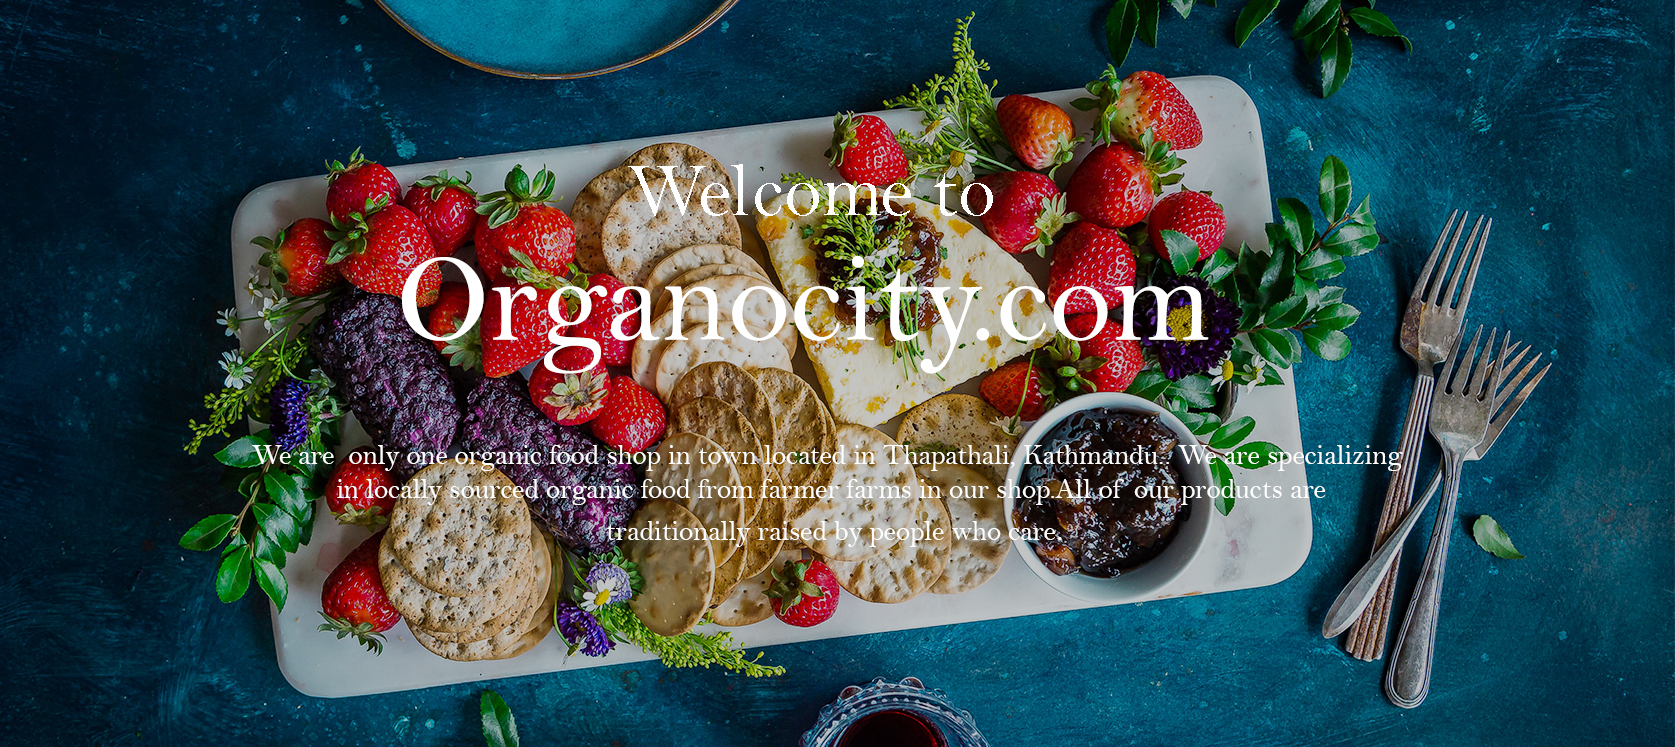 Welcome to
Organocity.com
We are only one organic food shop in town located in Thapathali, Kathmandu.. We are specializing
in locally sourced organic food from farmer farms in our shop.All of our products are
traditionally raised by people who care.